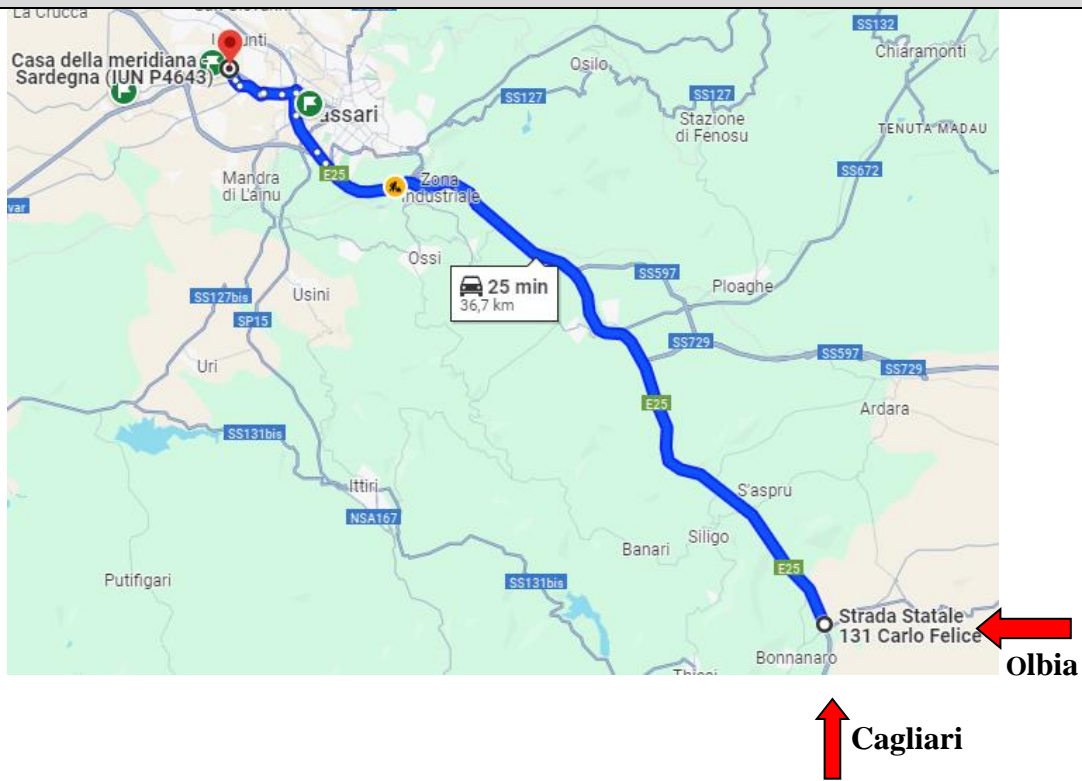 La Crucca
SS132
Chiaramonti
Casa della meridiana
Sardegna (IUN P4643)
Osilo
SS127
SS127
Stazione
di Fenosu
TENUTA MADAU
E25
Mandra
di L'ainu
Zona
Industriale
SS672
var
Ossi
25 min
36,7 km
SS597
Ploaghe
SS127bis
Usini
SP15
SS729
SS597
SS729
Uri
E25
Ardara
SS131bis
Ittiri
S'aspru
NSA167
Siligo
Banari
E25
Putifigari
SS131bis
Strada Statale
131 Carlo Felice
Bonnanaro
Olbia
Cagliari